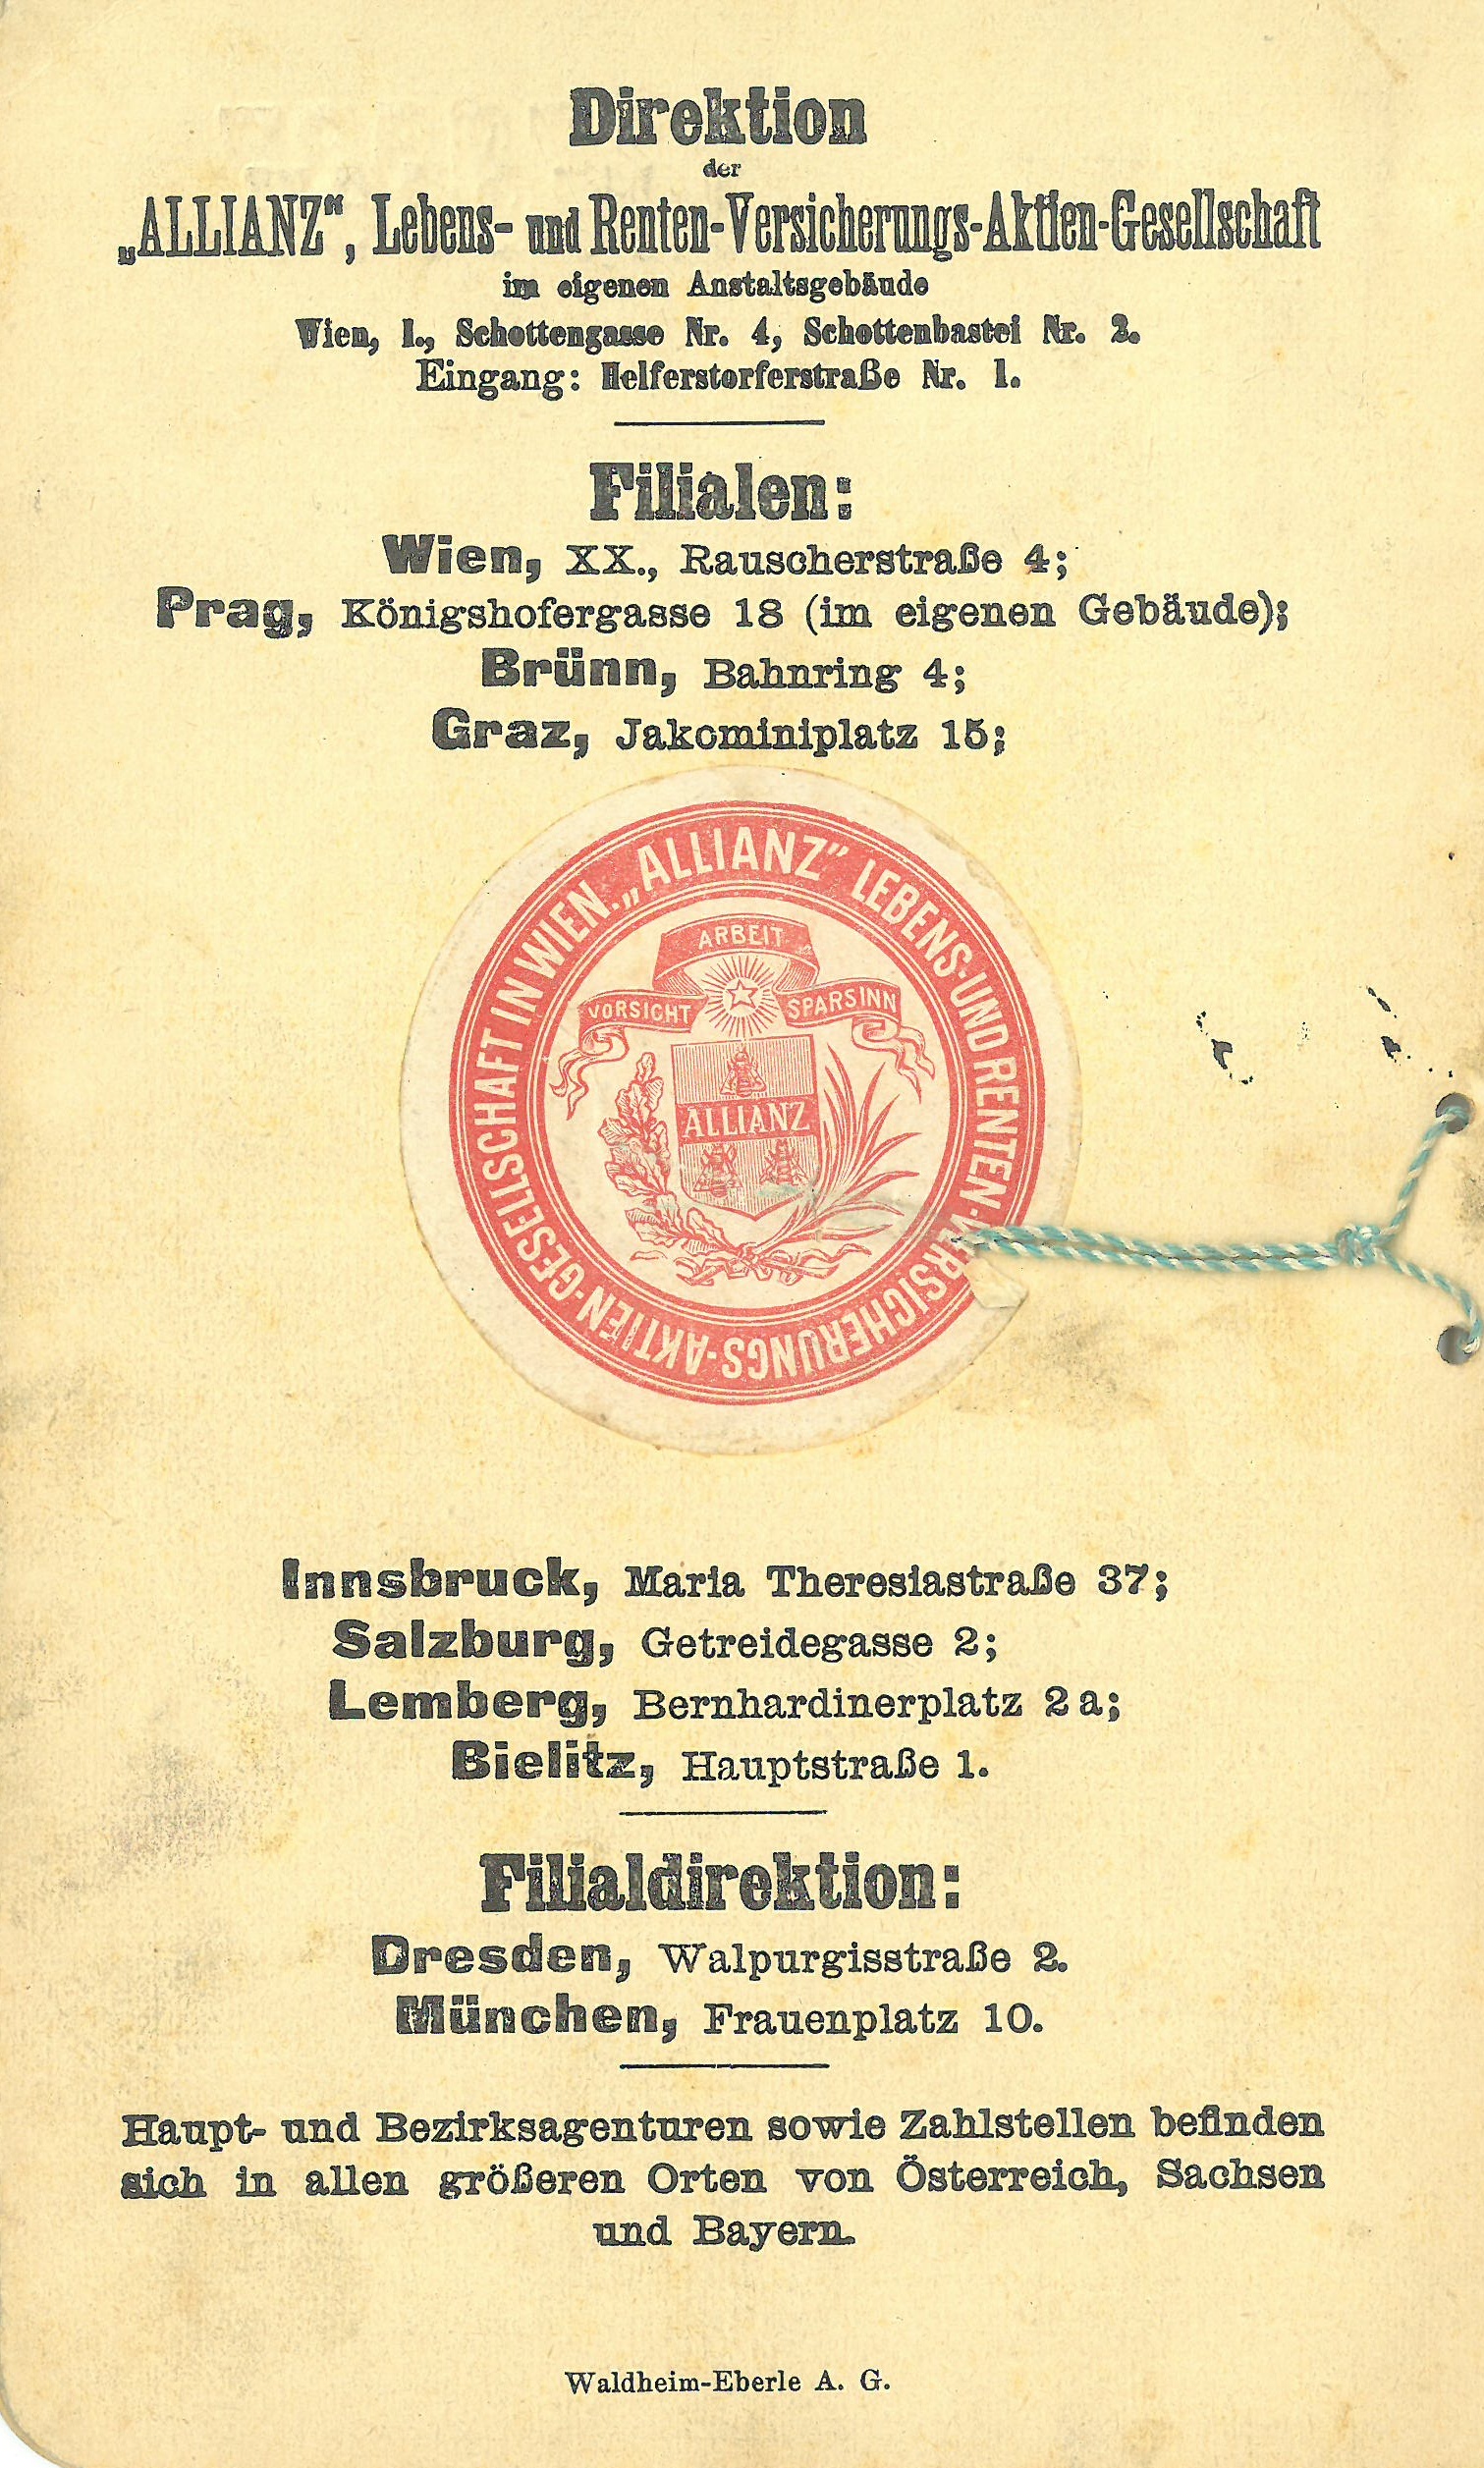 Direktion
der
„ALLIANZ“, Lebens- und Renten-Versicherungs-Aktien-Gesellschaft
im eigenen Anstaltsgebäude
Wien, I., Schottengasse Nr. 4, Schottenbastei Nr. 2.
Eingang: Helferstorferstraße Nr. 1.
Filialen:
Wien, XX., Rauscherstraße 4;
Prag, Königshofergasse 18 (im eigenen Gebäude);
Brünn, Bahnring 4;
Graz, Jakominiplatz 15;
„ALLIANZ” LEBENS-UND RENTEN-VERSICHERUNGS-AKTIEN-GESELLSCHAFT IN WIEN.
ARBEIT
VORSICHT
SPARSINN
ALLIANZ
Innsbruck, Maria Theresiastraße 37;
Salzburg, Getreidegasse 2;
Lemberg, Bernhardinerplatz 2 a;
Bielitz, Hauptstraße 1.
Filialdirektion:
Dresden, Walpurgisstraße 2.
München, Frauenplatz 10.
Haupt- und Bezirksagenturen sowie Zahlstellen befinden
sich in allen größeren Orten von Österreich, Sachsen
und Bayern.
Waldheim-Eberle A. G.